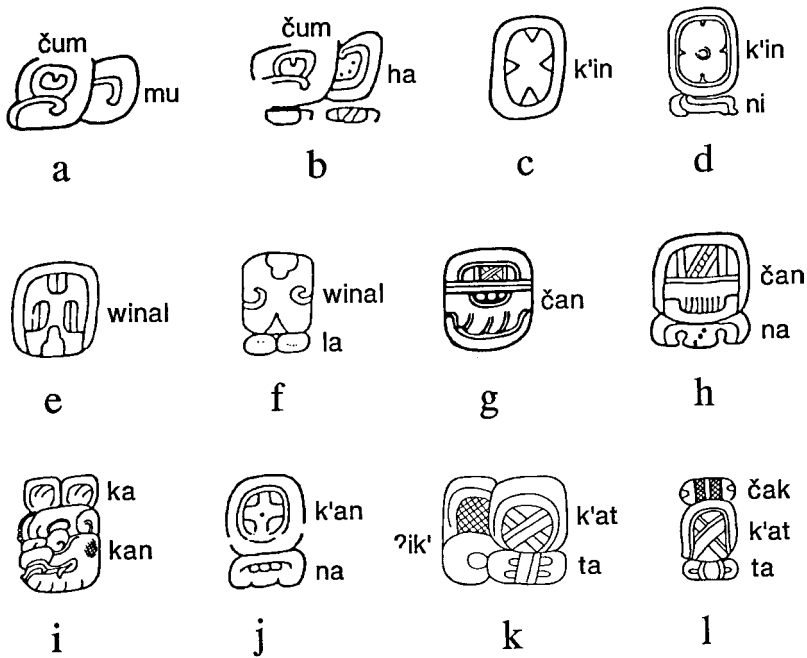 čum mu
a
čum ha
b
k'in
c
k'in
ni
d
winal
e
winal
la
f
čan
g
čan
na
h
ka
kan
i
k'an
na
j
ʔik' k'at
ta
k
čak
k'at
ta
l